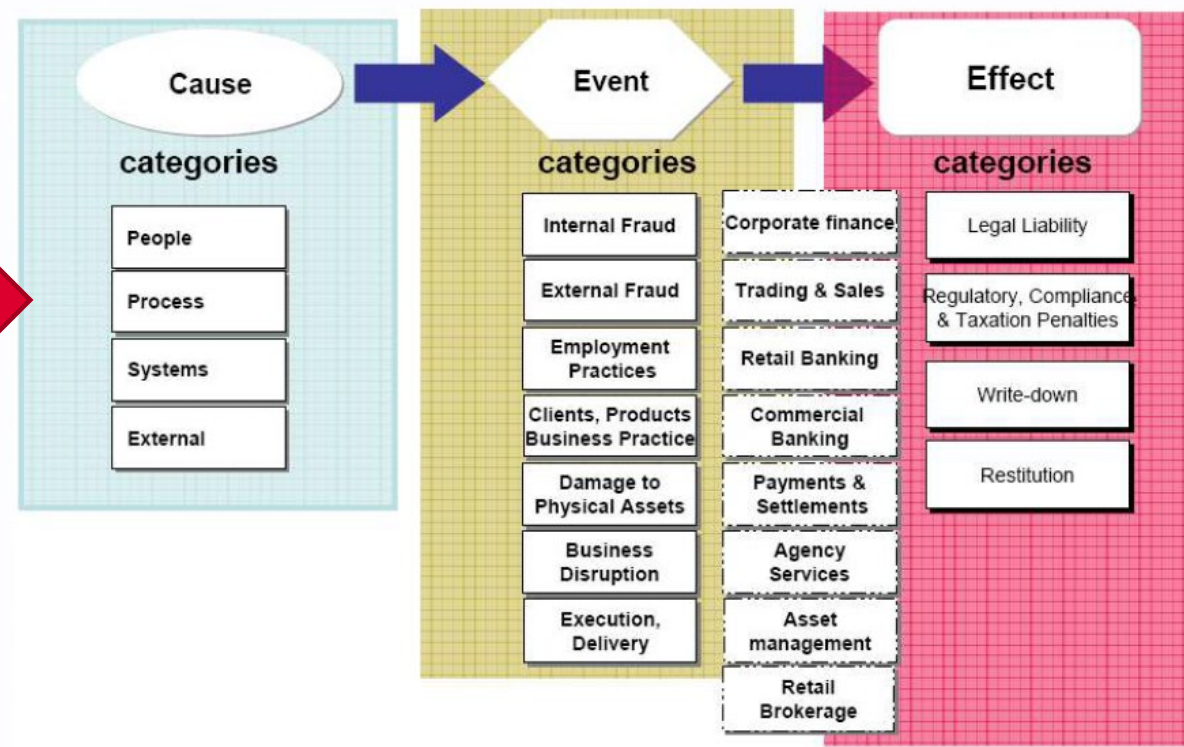 Cause
Event
Effect
categories
categories
categories
People
Process
Systems
External
Internal Fraud
External Fraud
Employment
Practices
Clients, Products
Business Practice
Damage to
Physical Assets
Business
Disruption
Execution,
Delivery
Corporate finance
Trading & Sales
Retail Banking
Commercial
Banking
Payments &
Settlements
Agency
Services
Asset
management
Retail
Brokerage
Legal Liability
Regulatory, Compliance,
& Taxation Penalties
Write-down
Restitution